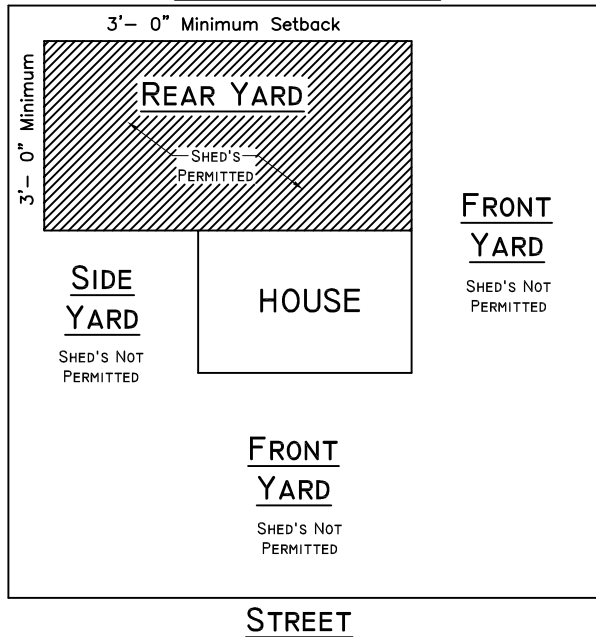 3'- 0" Minimum Setback
3'- 0" Minimum
REAR YARD
SHED'S
PERMITTED
FRONT
YARD
SHED'S NOT
PERMITTED
SIDE
YARD
SHED'S NOT
PERMITTED
HOUSE
FRONT
YARD
SHED'S NOT
PERMITTED
STREET